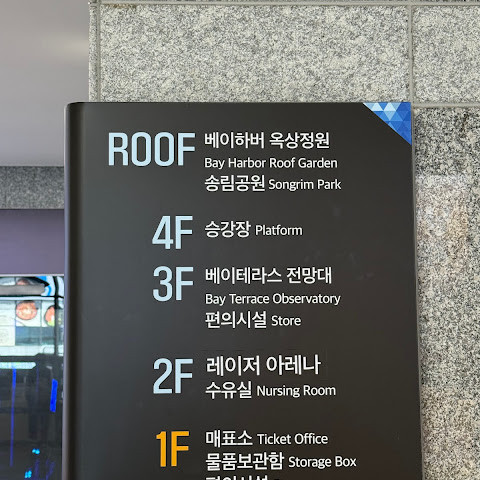 ROOF 베이하버 옥상정원
Bay Harbor Roof Garden
송림공원 Songrim Park
4F 승강장 Platform
3F 베이테라스 전망대
Bay Terrace Observatory
편의시설 Store
2F 레이저 아레나
수유실 Nursing Room
1F 매표소 Ticket Office
물품보관함 Storage Box